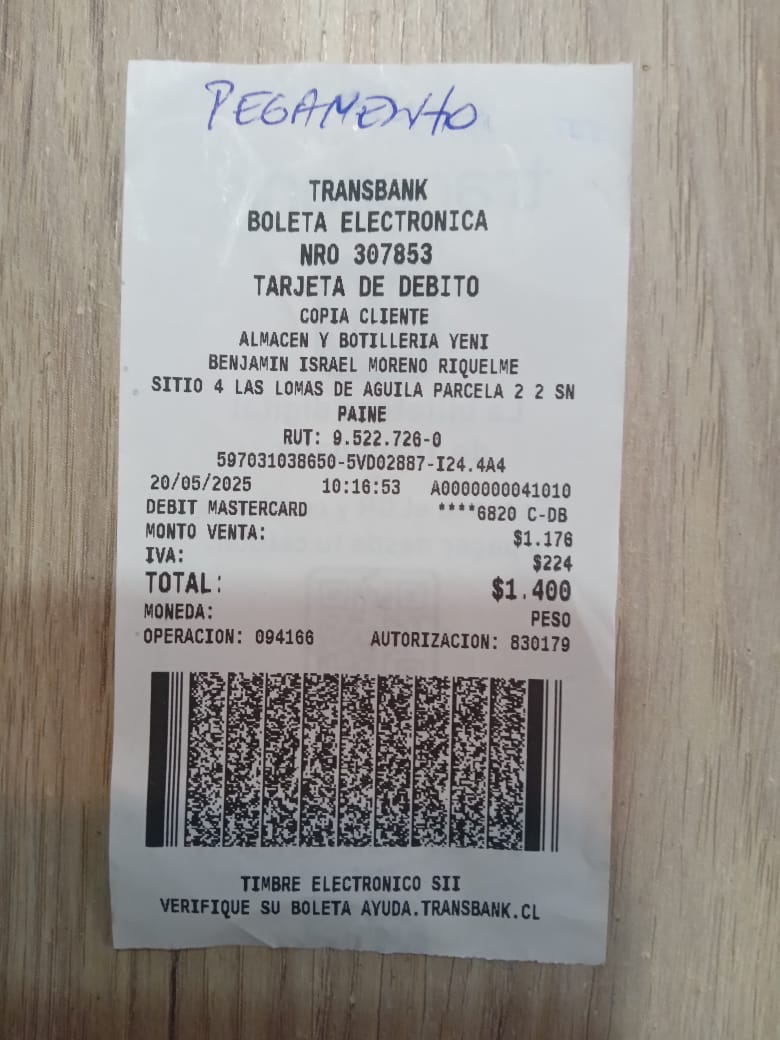 PEGAMENTO
TRANSBANK
BOLETA ELECTRONICA
NRO 307853
TARJETA DE DEBITO
COPIA CLIENTE
ALMACEN Y BOTILLERIA YENI
BENJAMIN ISRAEL MORENO RIQUELME
SITIO 4 LAS LOMAS DE AGUILA PARCELA 2 2 SN
PAINE
RUT: 9.522.726-0
597031038650-5VD02887-I24.4A4
20/05/2025 10:16:53 A0000000041010
DEBIT MASTERCARD ****6820 C-DB
MONTO VENTA: $1.176
IVA: $224
TOTAL: $1.400
MONEDA: PESO
OPERACION: 094166 AUTORIZACION: 830179
TIMBRE ELECTRONICO SII
VERIFIQUE SU BOLETA AYUDA.TRANSBANK.CL